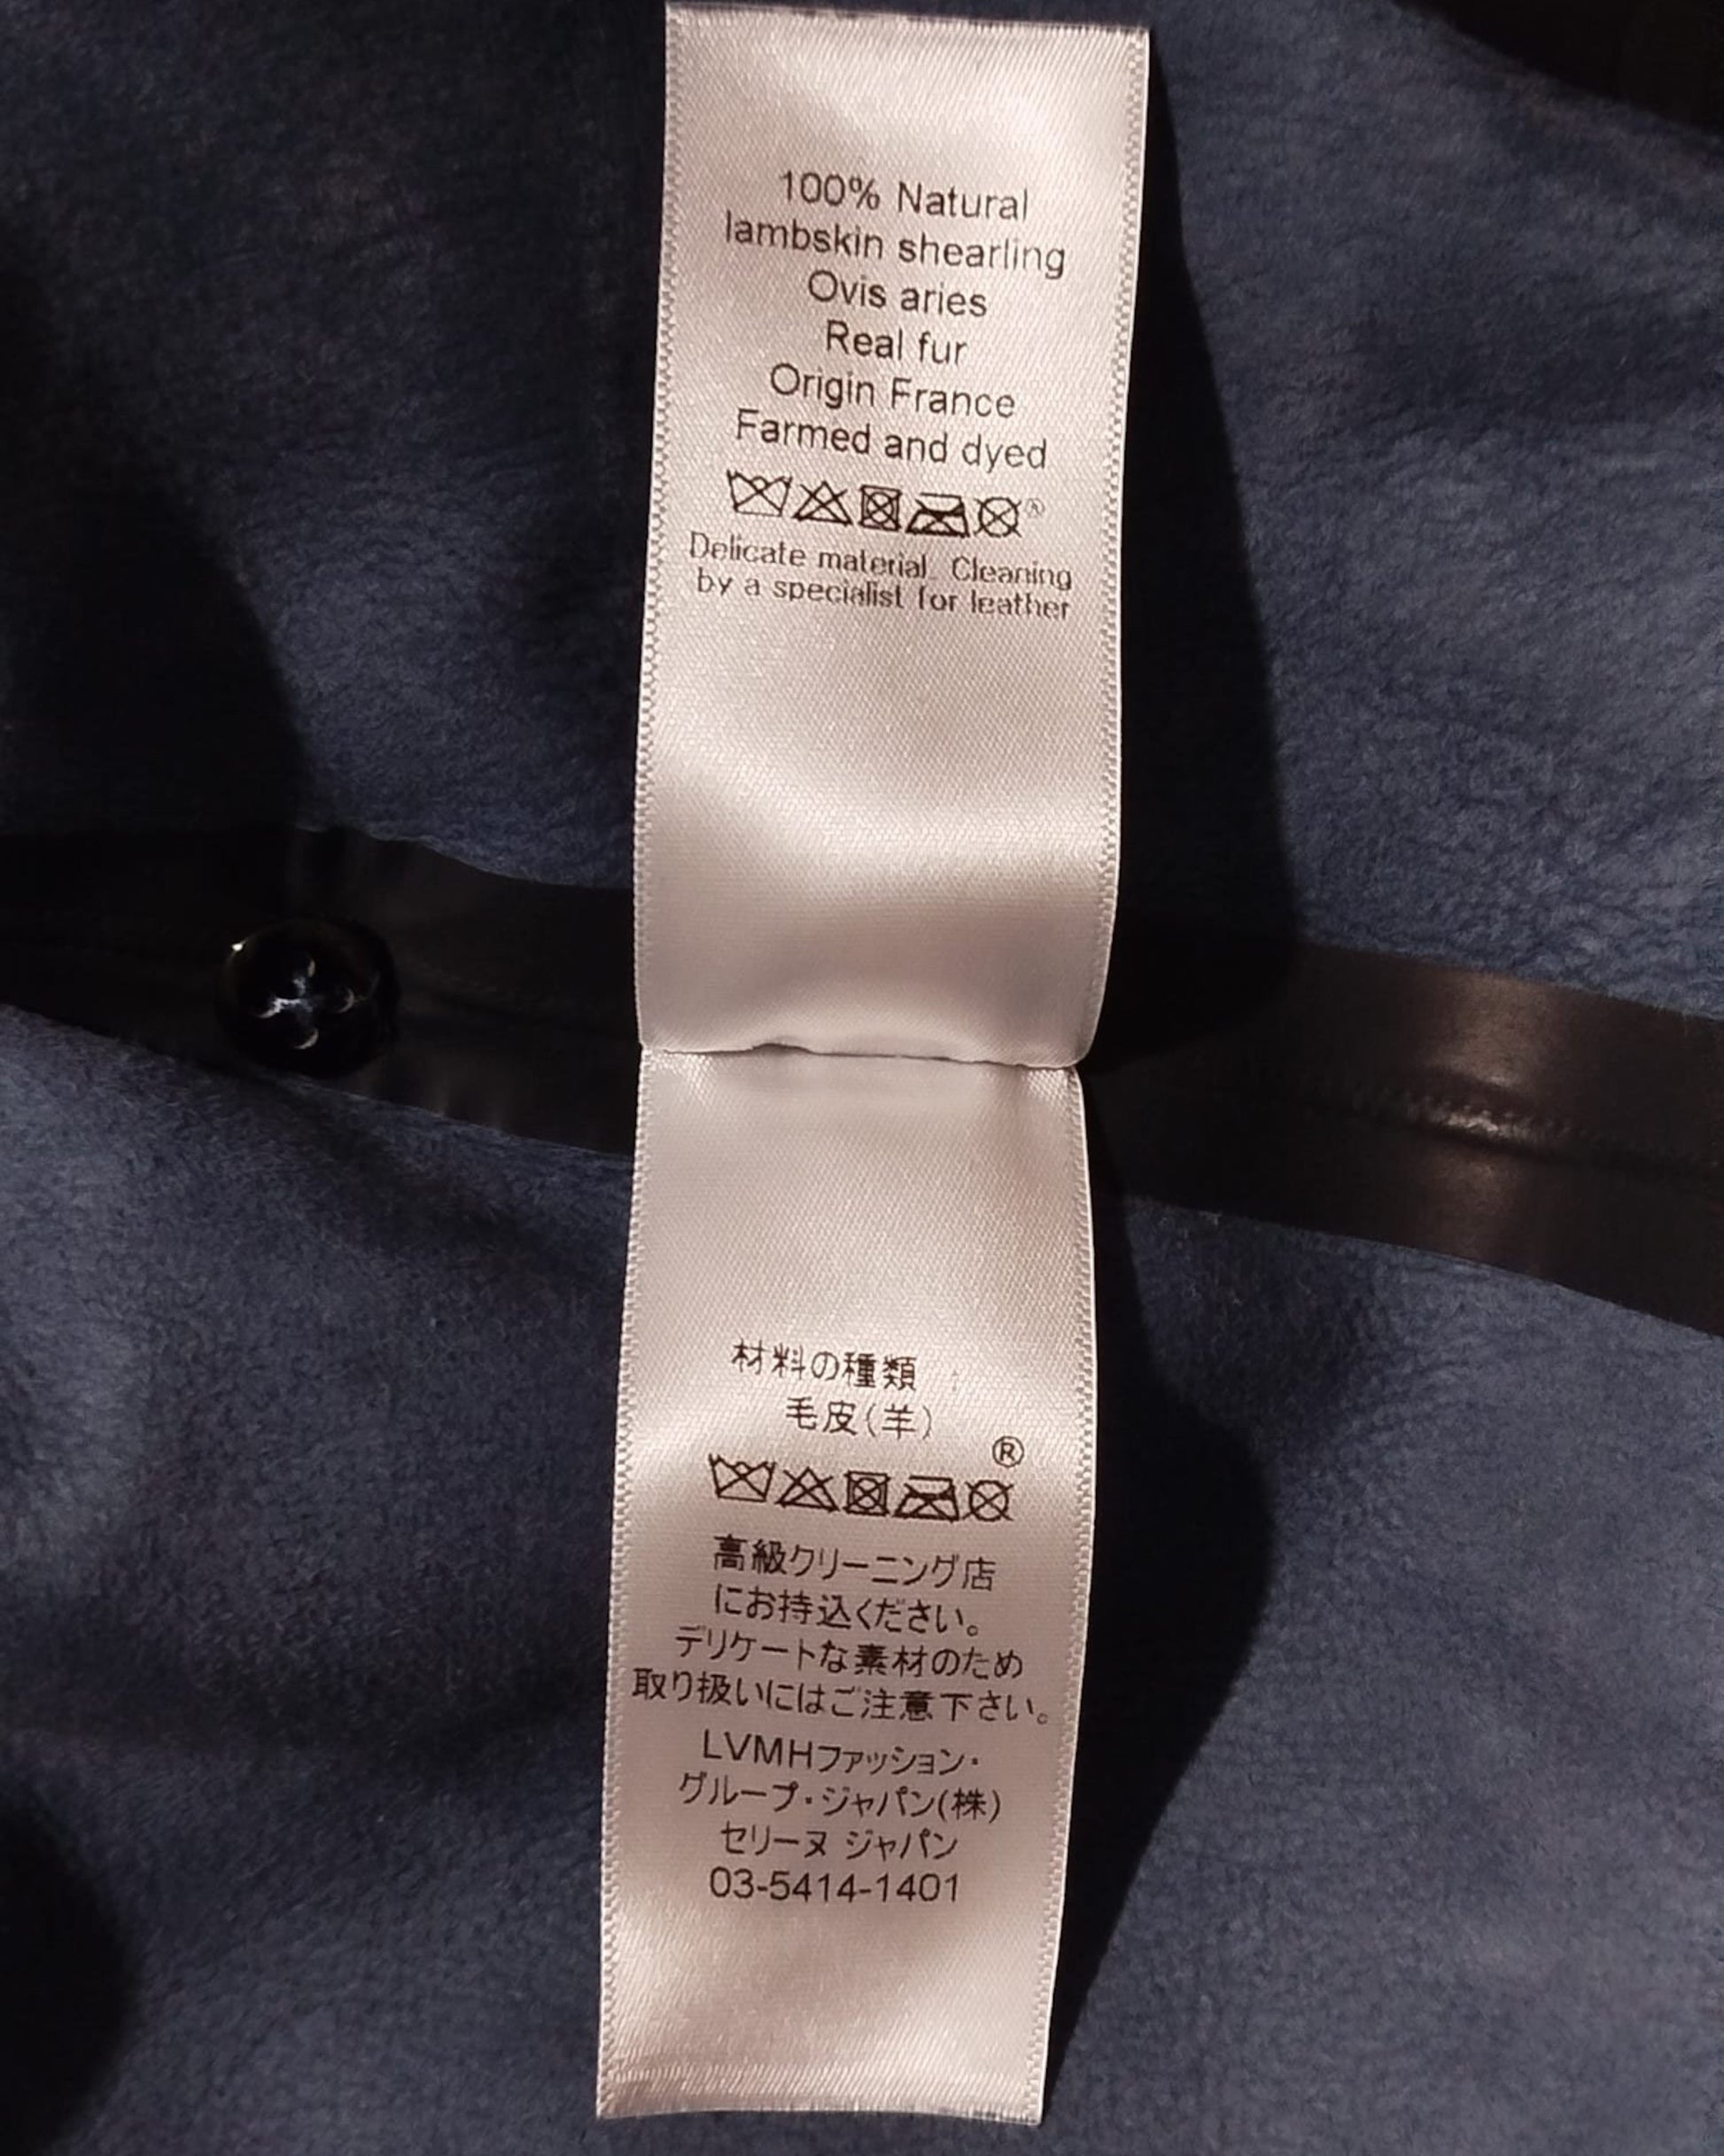 100% Natural
lambskin shearling
Ovis aries
Real fur
Origin France
Farmed and dyed
®
Delicate material. Cleaning
by a specialist for leather
材料の種類 :
毛皮(羊)
®
高級クリーニング店
にお持込ください。
デリケートな素材のため
取り扱いにはご注意下さい。
LVMHファッション・
グループ・ジャパン(株)
セリーヌ ジャパン
03-5414-1401